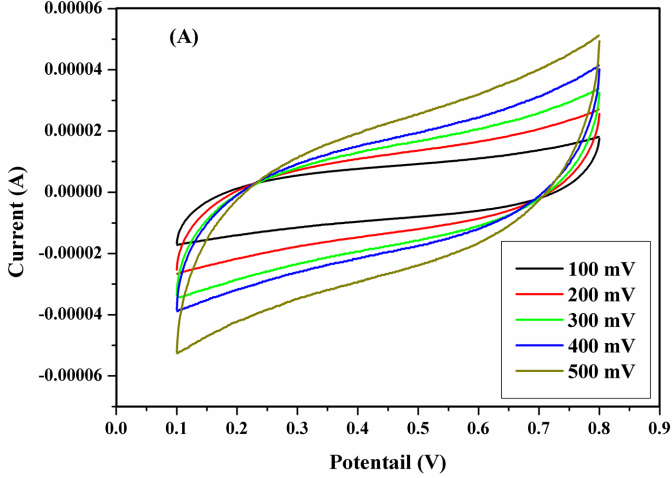 (A)
0.00006
0.00004
0.00002
0.00000
-0.00002
-0.00004
-0.00006
Current (A)
100 mV
200 mV
300 mV
400 mV
500 mV
0.0 0.1 0.2 0.3 0.4 0.5 0.6 0.7 0.8 0.9
Potentail (V)